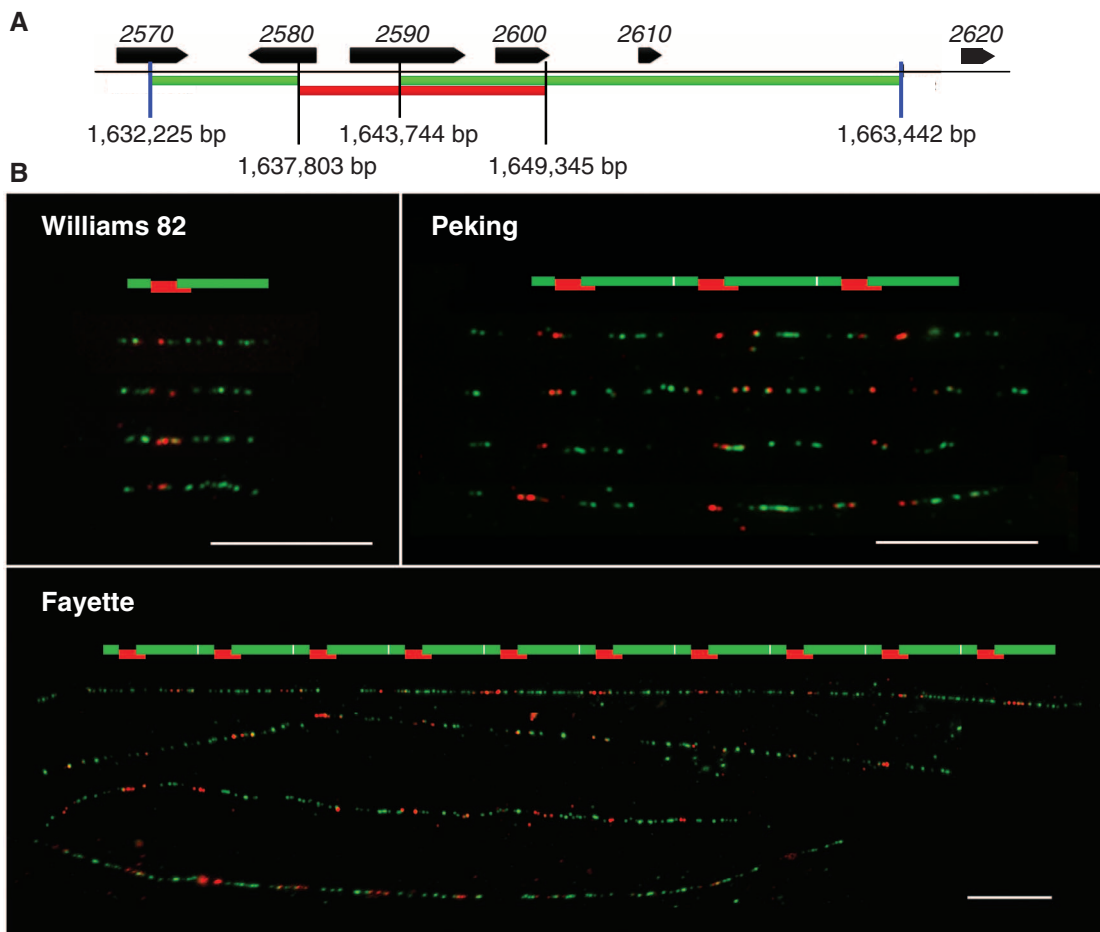 A
2570 2580 2590 2600 2610 2620
1,632,225 bp 1,643,744 bp 1,663,442 bp
1,637,803 bp 1,649,345 bp
B
Williams 82
Peking
Fayette